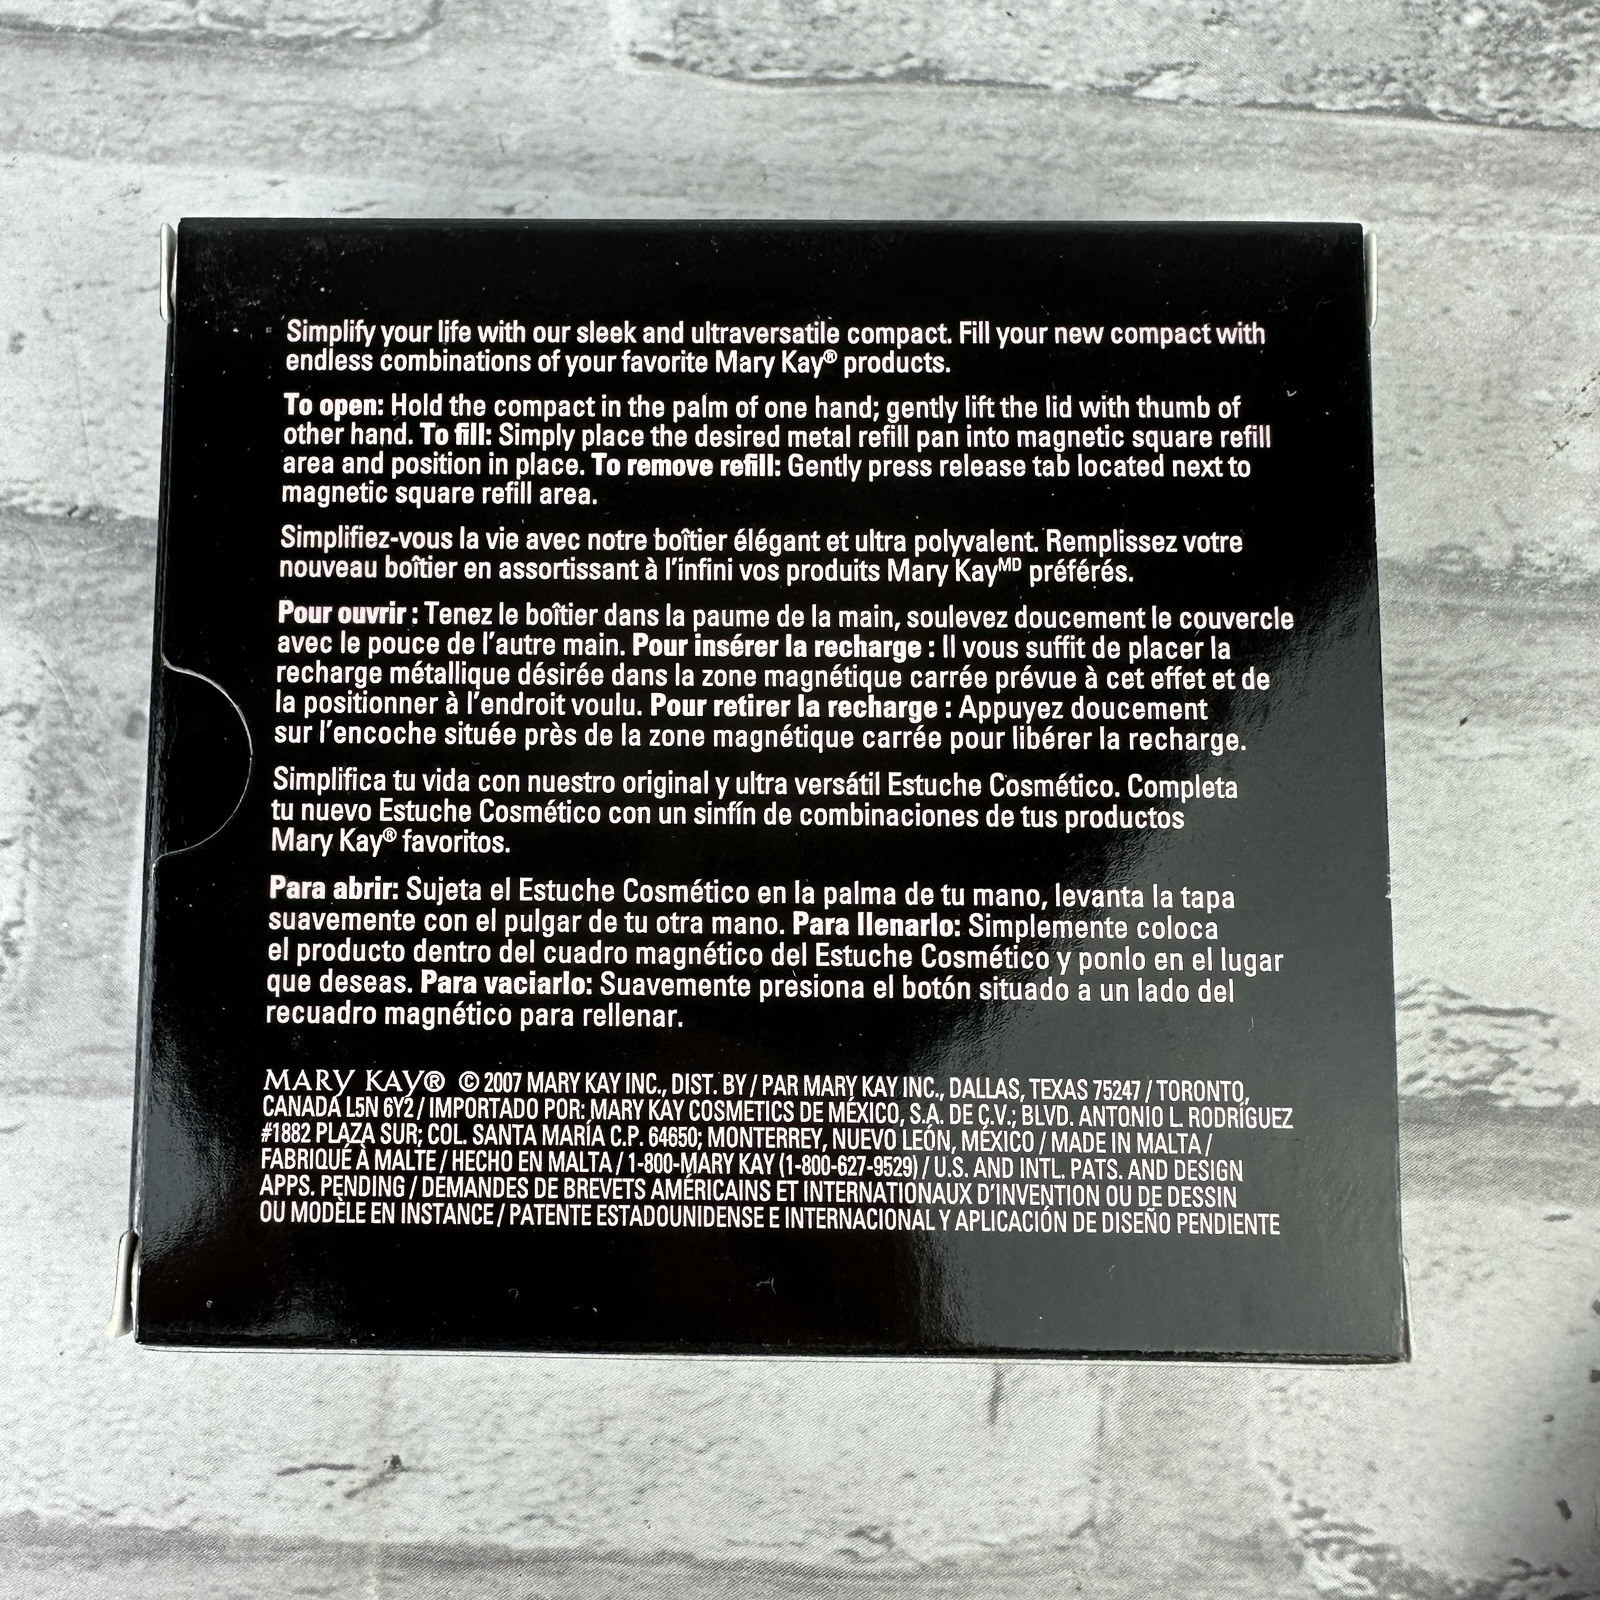 Simplify your life with our sleek and ultraversatile compact. Fill your new compact with
endless combinations of your favorite Mary Kay® products.
To open: Hold the compact in the palm of one hand; gently lift the lid with thumb of
other hand. To fill: Simply place the desired metal refill pan into magnetic square refill
area and position in place. To remove refill: Gently press release tab located next to
magnetic square refill area.
Simplifiez-vous la vie avec notre boîtier élégant et ultra polyvalent. Remplissez votre
nouveau boîtier en assortissant à l'infini vos produits Mary Kay^MD préférés.
Pour ouvrir : Tenez le boîtier dans la paume de la main, soulevez doucement le couvercle
avec le pouce de l'autre main. Pour insérer la recharge : Il vous suffit de placer la
recharge métallique désirée dans la zone magnétique carrée prévue à cet effet et de
la positionner à l'endroit voulu. Pour retirer la recharge : Appuyez doucement
sur l'encoche située près de la zone magnétique carrée pour libérer la recharge.
Simplifica tu vida con nuestro original y ultra versátil Estuche Cosmético. Completa
tu nuevo Estuche Cosmético con un sinfín de combinaciones de tus productos
Mary Kay® favoritos.
Para abrir: Sujeta el Estuche Cosmético en la palma de tu mano, levanta la tapa
suavemente con el pulgar de tu otra mano. Para llenarlo: Simplemente coloca
el producto dentro del cuadro magnético del Estuche Cosmético y ponlo en el lugar
que deseas. Para vaciarlo: Suavemente presiona el botón situado a un lado del
recuadro magnético para rellenar.
MARY KAY® © 2007 MARY KAY INC., DIST. BY / PAR MARY KAY INC., DALLAS, TEXAS 75247 / TORONTO,
CANADA L5N 6Y2 / IMPORTADO POR: MARY KAY COSMETICS DE MÉXICO, S.A. DE C.V.; BLVD. ANTONIO L. RODRÍGUEZ
#1882 PLAZA SUR; COL. SANTA MARÍA C.P. 64650; MONTERREY, NUEVO LEÓN, MÉXICO / MADE IN MALTA /
FABRIQUÉ À MALTE / HECHO EN MALTA / 1-800-MARY KAY (1-800-627-9529) / U.S. AND INTL. PATS. AND DESIGN
APPS. PENDING / DEMANDES DE BREVETS AMÉRICAINS ET INTERNATIONAUX D'INVENTION OU DE DESSIN
OU MODÈLE EN INSTANCE / PATENTE ESTADOUNIDENSE E INTERNACIONAL Y APLICACIÓN DE DISEÑO PENDIENTE